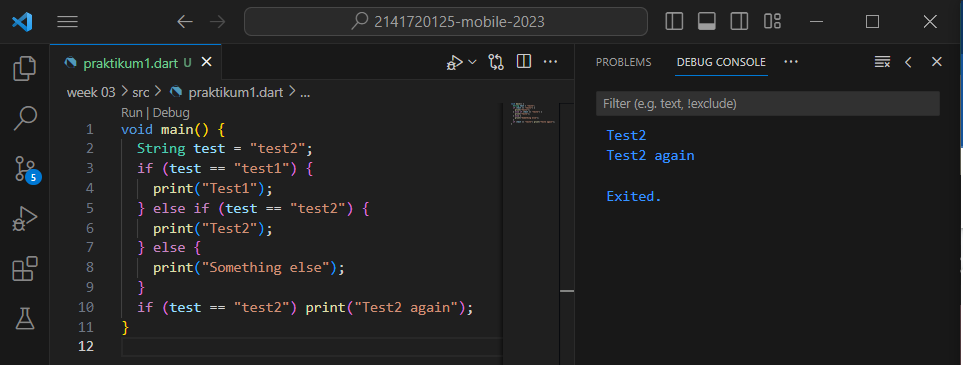 2141720125-mobile-2023
praktikum1.dart U
week 03 > src > praktikum1.dart > ...
Run | Debug
1 void main() {
2 String test = "test2";
3 if (test == "test1") {
4 print("Test1");
5 } else if (test == "test2") {
6 print("Test2");
7 } else {
8 print("Something else");
9 }
10 if (test == "test2") print("Test2 again");
11 }
12
5
PROBLEMS DEBUG CONSOLE ...
Filter (e.g. text, !exclude)
Test2
Test2 again
Exited.